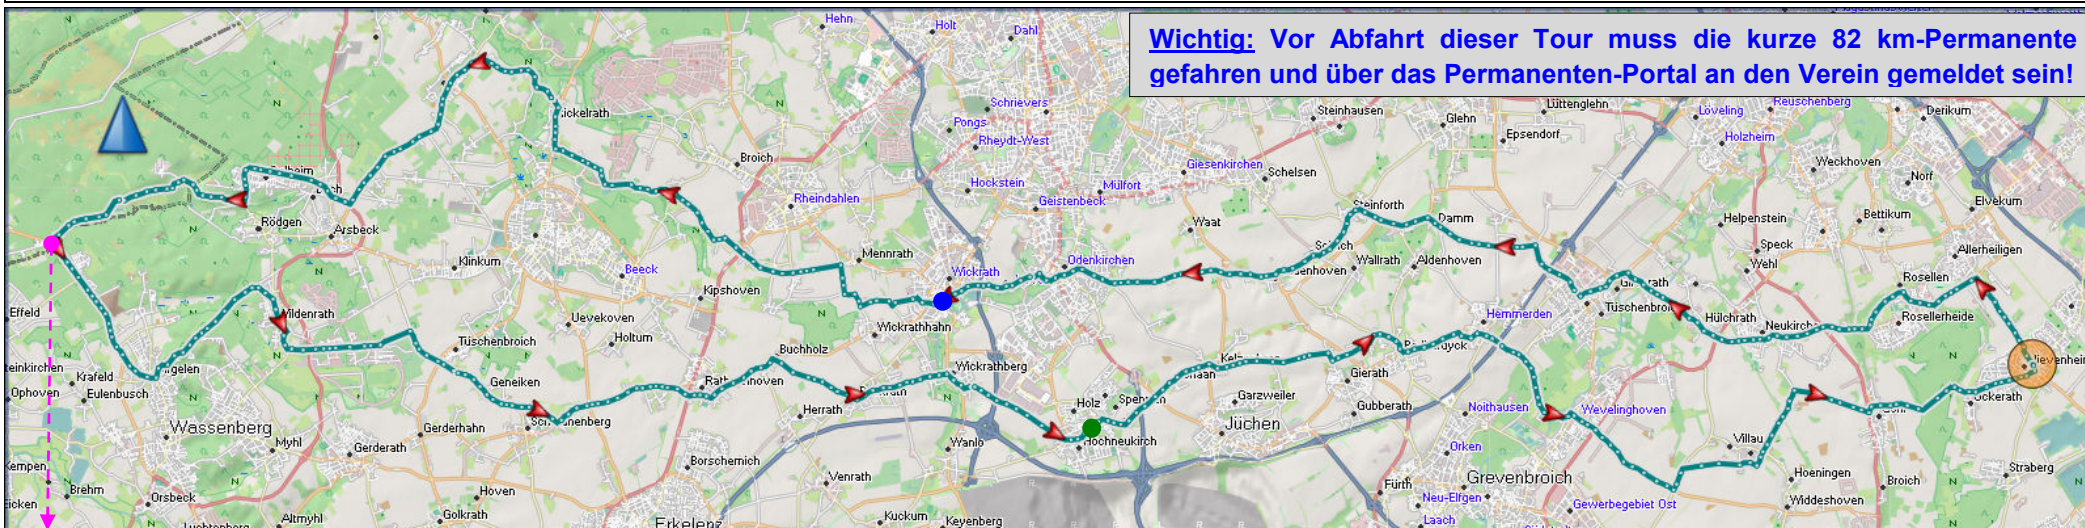 Wichtig: Vor Abfahrt dieser Tour muss die kurze 82 km-Permanente
gefahren und über das Permanenten-Portal an den Verein gemeldet sein!
Hehn
Holt
Dahl
Schrievers
Pongs
Rheydt-West
Steinhausen
Glehn
Lüttenglehn
Epsendorf
Löveling
Reuschenberg
Holzheim
Derikum
Broich
Hockstein
Mülfort
Giesenkirchen
Schelsen
Weckhoven
Norf
Rheindahlen
Geistenbeck
Elvekum
Rödgen
Arsbeck
Waat
Steinforth
Damm
Helpenstein
Bettikum
Klinkum
Beeck
Mennrath
Wickrath
Odenkirchen
Wallrath
Aldenhoven
Speck
Wehl
Allerheiligen
Rosellen
Kipshoven
Effeld
Wildenrath
Uevekoven
Holtum
Tüschenbroich
Wickrathhahn
Hemmerden
Hülchrath
Neukirch
Rosellerheide
Buchholz
Krafeld
Eulenbusch
Ophoven
Geneiken
Wickrathberg
Gierath
Holz
Garzweiler
Gubberath
Noithausen
Wevelinghoven
Wassenberg
Gerderhahn
Herrath
Hochneukirch
Jüchen
Myhl
Gerderath
Wanlo
Orken
Villau
Kempen
Brehm
Orsbeck
Borschemich
Venrath
Hoven
Fürth
Grevenbroich
Hoeningen
Broich
Straberg
Neu-Elfgen
Gewerbegebiet Ost
Widdeshoven
Altmyhl
Golkrath
Erkelenz
Kuckum
Keyenberg
Laach